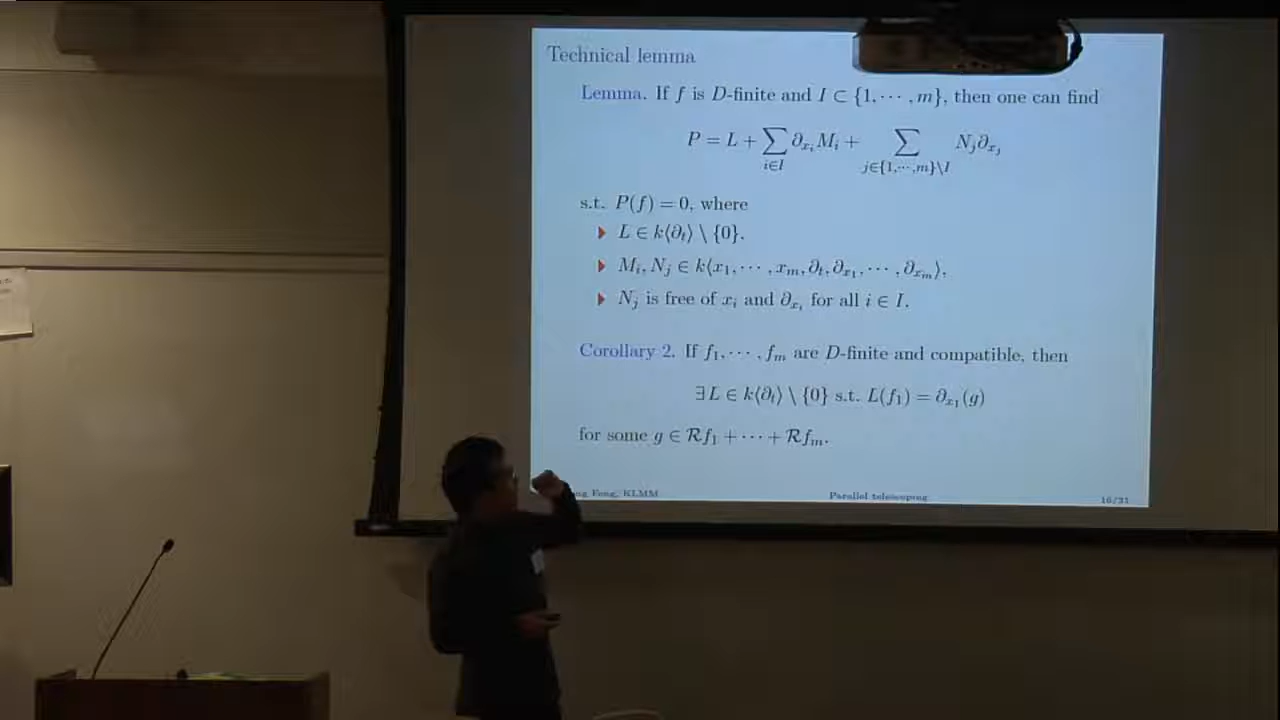 Technical lemma
Lemma. If f is D-finite and I ⊂ {1, ··· , m}, then one can find
P = L + ∑_{i∈I} ∂_{x_i} M_i + ∑_{j∈{1,···,m}\I} N_j ∂_{x_j}
s.t. P(f) = 0, where
L ∈ k⟨∂_t⟩ \ {0}.
M_i, N_j ∈ k⟨x_1, ··· , x_m, ∂_t, ∂_{x_1}, ··· , ∂_{x_m}⟩,
N_j is free of x_i and ∂_{x_i} for all i ∈ I.
Corollary 2. If f_1, ··· , f_m are D-finite and compatible, then
∃ L ∈ k⟨∂_t⟩ \ {0} s.t. L(f_1) = ∂_{x_1}(g)
for some g ∈ 𝓡f_1 + ··· + 𝓡f_m.
Feng, KLMM Parallel telescoping 16/31